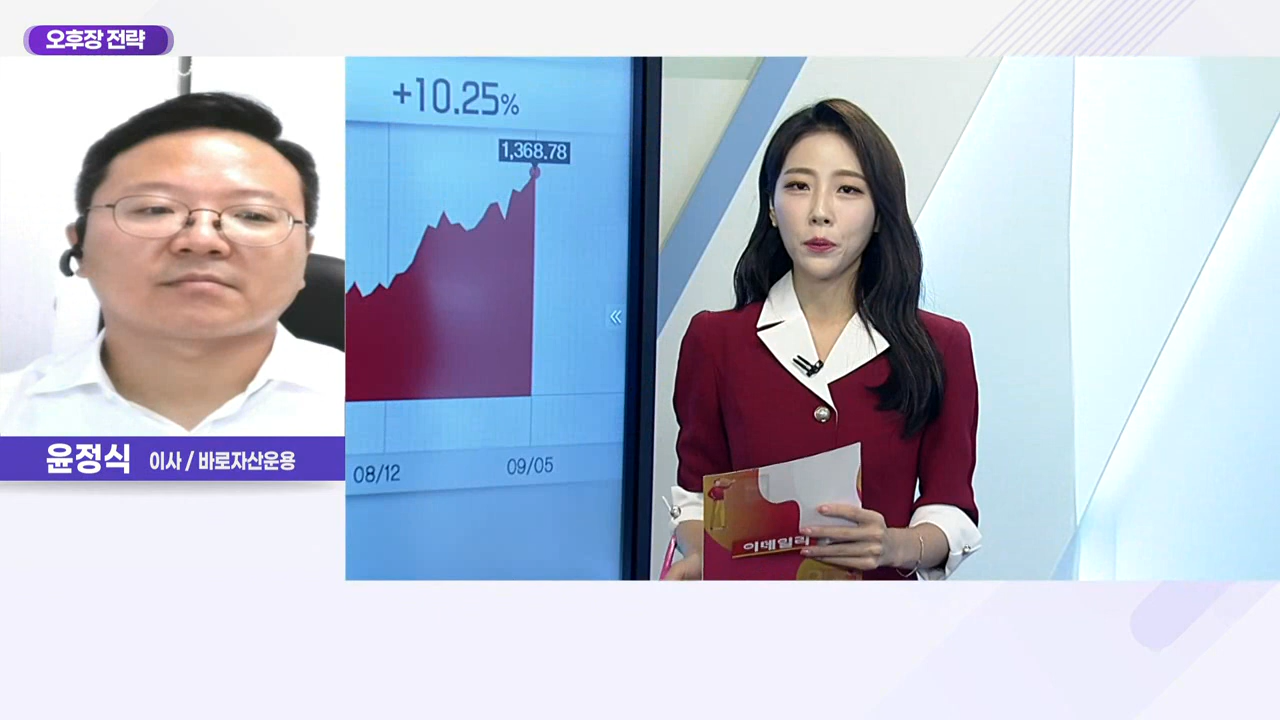 오후장 전략
+10.25%
1,368.78
«
08/12
09/05
이데일리
윤정식 이사 / 바로자산운용